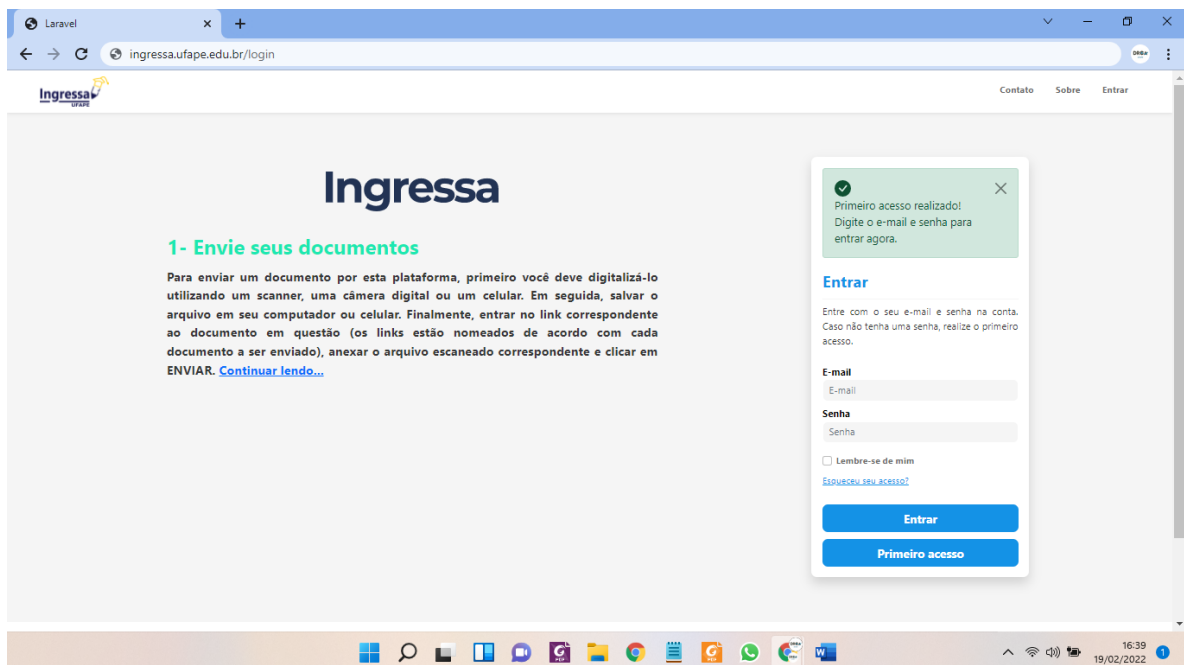 Laravel
ingressa.ufape.edu.br/login
Ingressa
UFAPE
Contato Sobre Entrar
Ingressa
1- Envie seus documentos
Para enviar um documento por esta plataforma, primeiro você deve digitalizá-lo
utilizando um scanner, uma câmera digital ou um celular. Em seguida, salvar o
arquivo em seu computador ou celular. Finalmente, entrar no link correspondente
ao documento em questão (os links estão nomeados de acordo com cada
documento a ser enviado), anexar o arquivo escaneado correspondente e clicar em
ENVIAR. Continuar lendo...
Primeiro acesso realizado!
Digite o e-mail e senha para
entrar agora.
Entrar
Entre com o seu e-mail e senha na conta.
Caso não tenha uma senha, realize o primeiro
acesso.
E-mail
E-mail
Senha
Senha
Lembre-se de mim
Esqueceu seu acesso?
Entrar
Primeiro acesso
16:39
19/02/2022
1